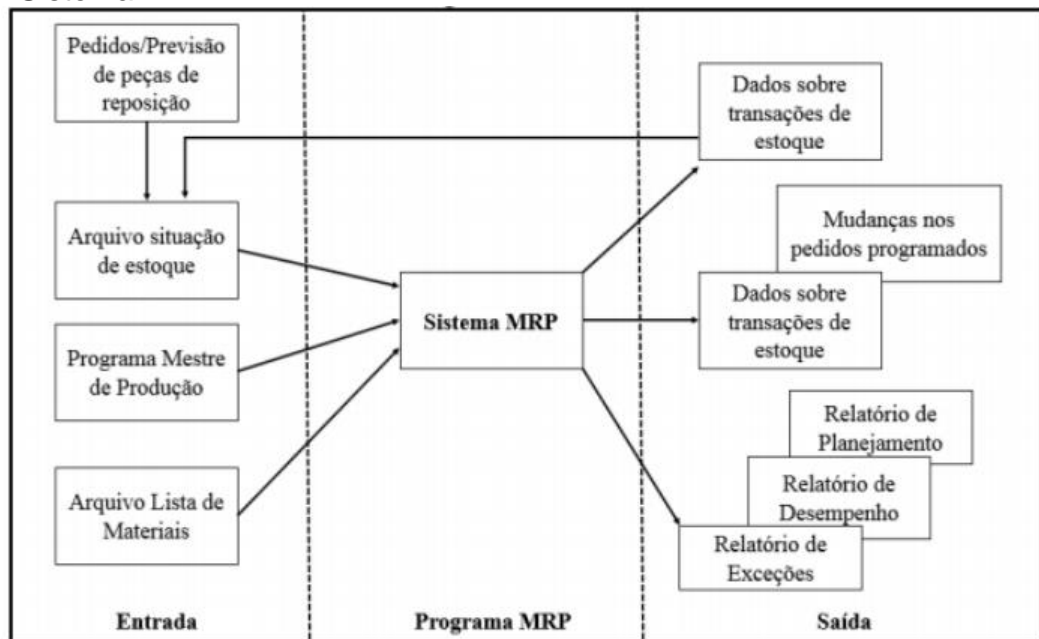 Pedidos/Previsão
de peças de
reposição
Arquivo situação
de estoque
Programa Mestre
de Produção
Arquivo Lista de
Materiais
Entrada
Sistema MRP
Programa MRP
Dados sobre
transações de
estoque
Mudanças nos
pedidos programados
Dados sobre
transações de
estoque
Relatório de
Planejamento
Relatório de
Desempenho
Relatório de
Exceções
Saída